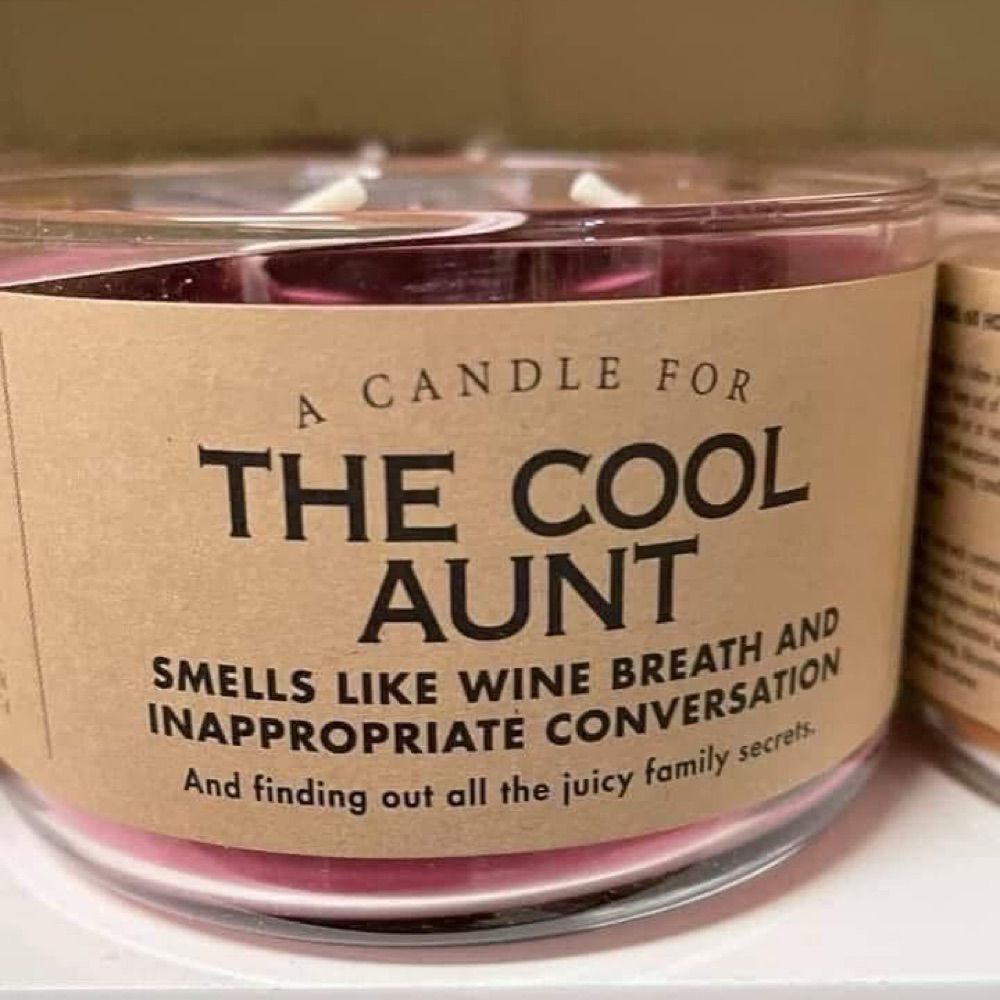 A CANDLE FOR
THE COOL
AUNT
SMELLS LIKE WINE BREATH AND
INAPPROPRIATE CONVERSATION
And finding out all the juicy family secrets.